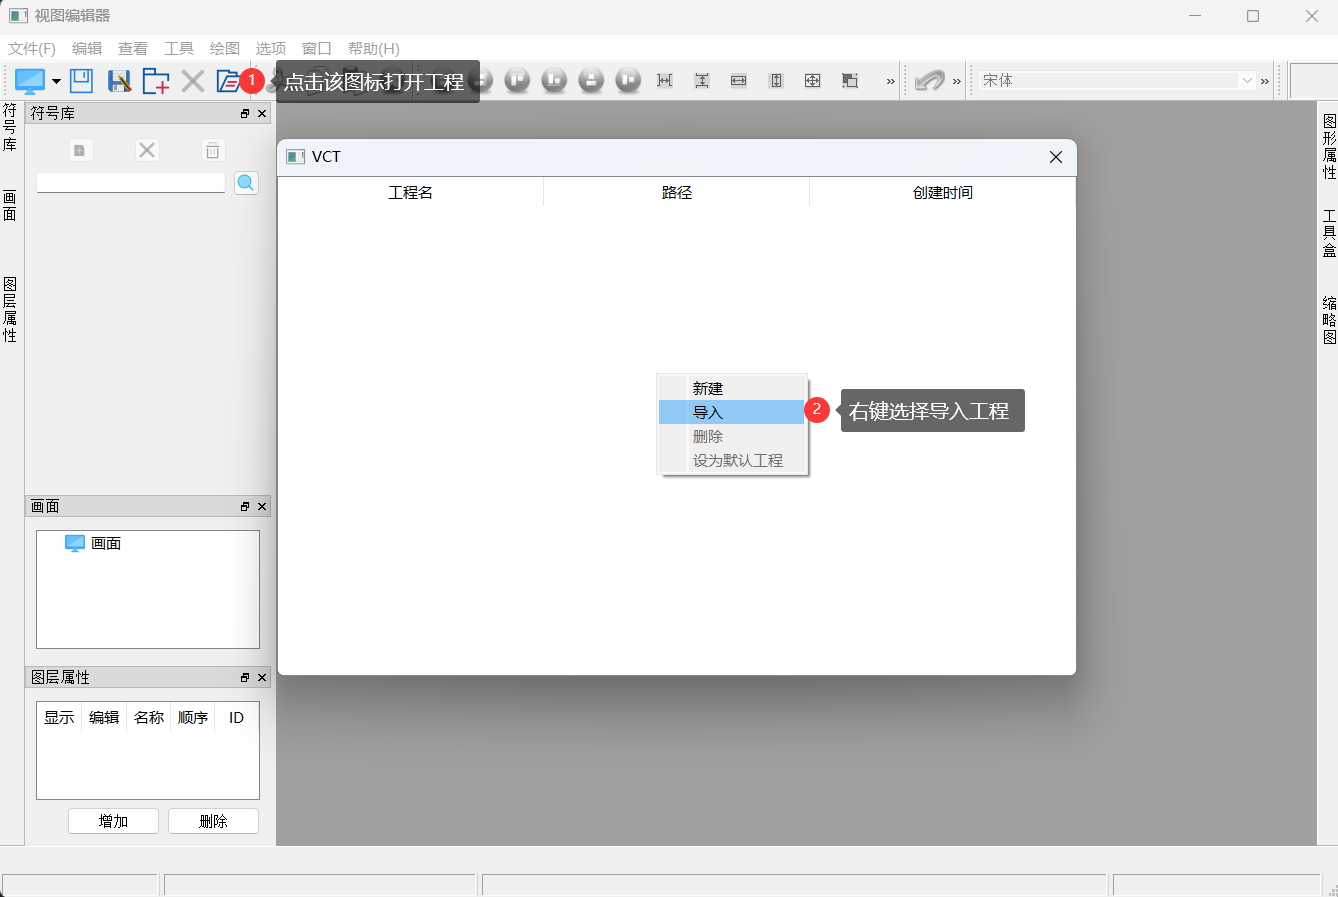 视图编辑器
文件(F) 编辑 查看 工具 绘图 选项 窗口 帮助(H)
1 点击该图标打开工程
» » 宋体 »
符号库
画面
图层属性
符号库
VCT
工程名 路径 创建时间
新建
导入
删除
设为默认工程
2 右键选择导入工程
画面
画面
图层属性
显示 编辑 名称 顺序 ID
增加 删除
图形属性
工具盒
缩略图